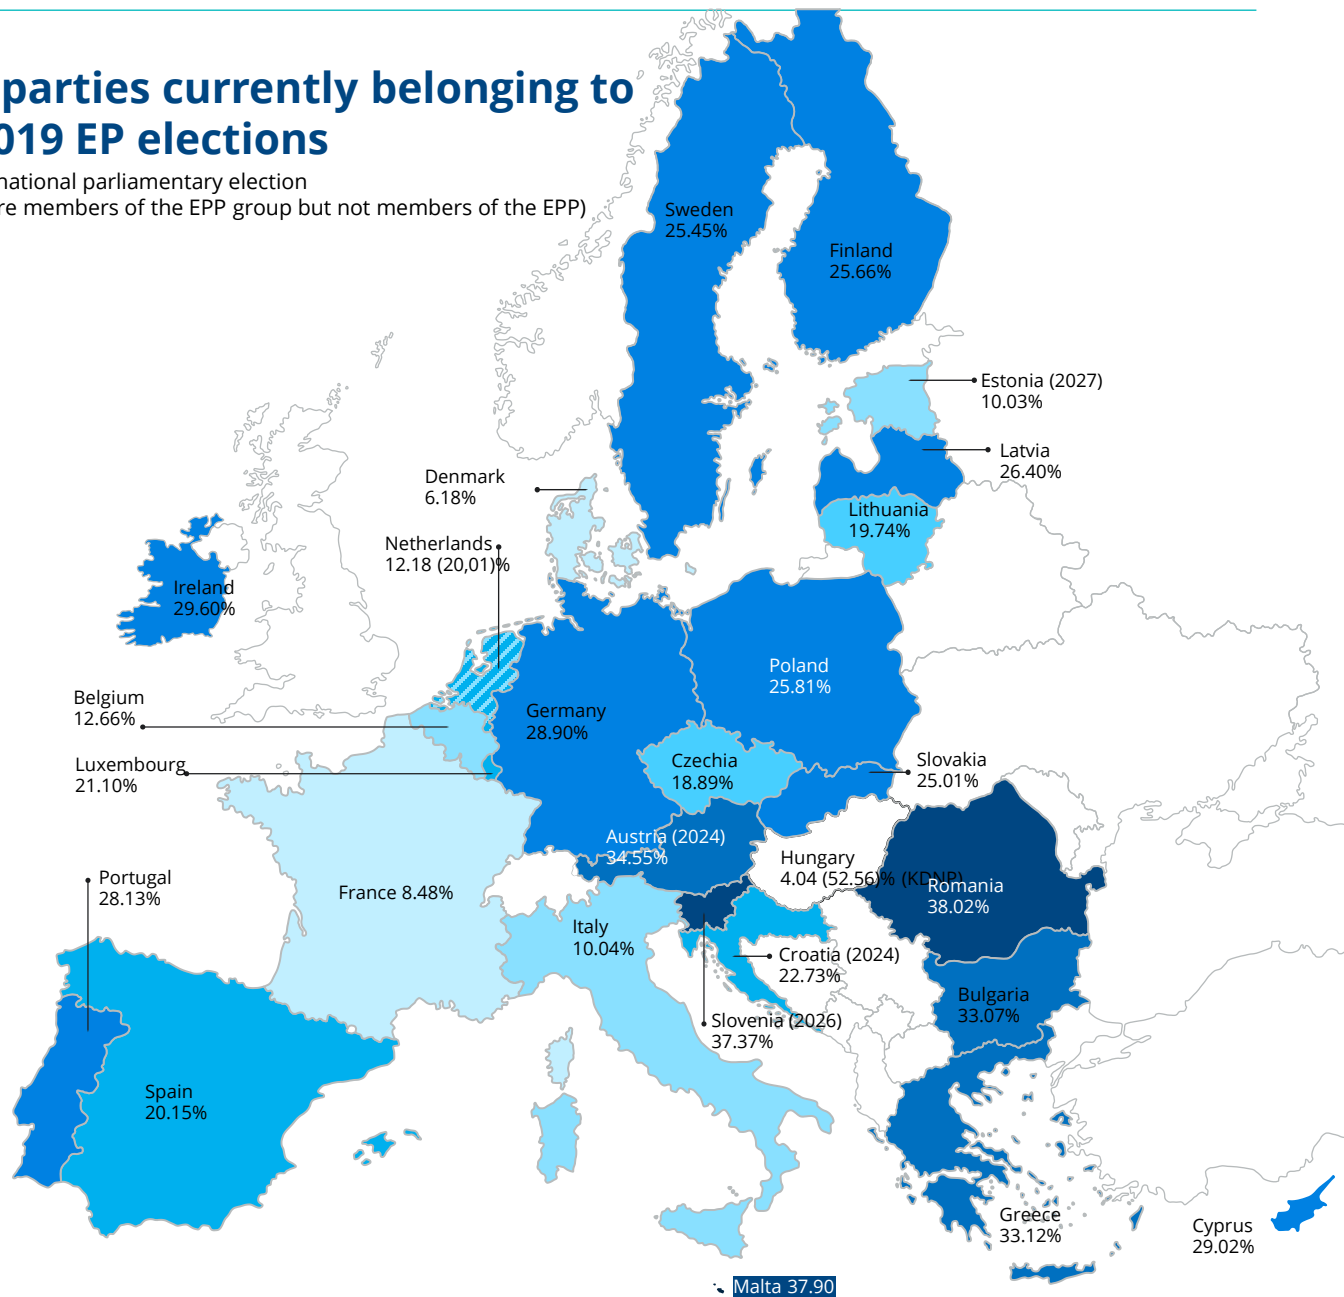 parties currently belonging to
019 EP elections
national parliamentary election
re members of the EPP group but not members of the EPP)
Sweden
25.45%
Finland
25.66%
Estonia (2027)
10.03%
Latvia
26.40%
Lithuania
19.74%
Denmark
6.18%
Netherlands
12.18 (20,01)%
Ireland
29.60%
Poland
25.81%
Belgium
12.66%
Germany
28.90%
Luxembourg
21.10%
Czechia
18.89%
Slovakia
25.01%
Austria (2024)
34.55%
Hungary
4.04 (52.56)% (KDNP)
Romania
38.02%
Portugal
28.13%
France 8.48%
Italy
10.04%
Croatia (2024)
22.73%
Slovenia (2026)
37.37%
Bulgaria
33.07%
Spain
20.15%
Greece
33.12%
Cyprus
29.02%
Malta 37.90